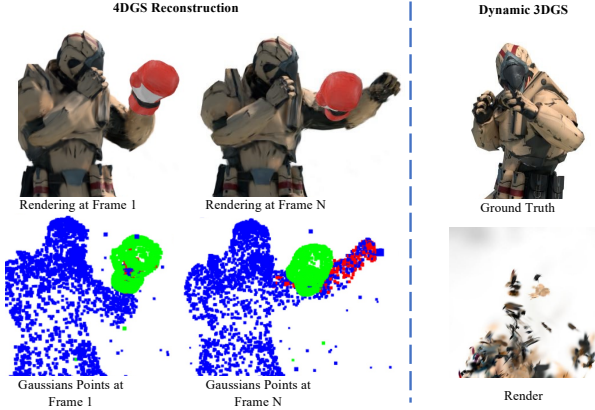 4DGS Reconstruction
Dynamic 3DGS
Rendering at Frame 1
Rendering at Frame N
Ground Truth
Gaussians Points at
Frame 1
Gaussians Points at
Frame N
Render